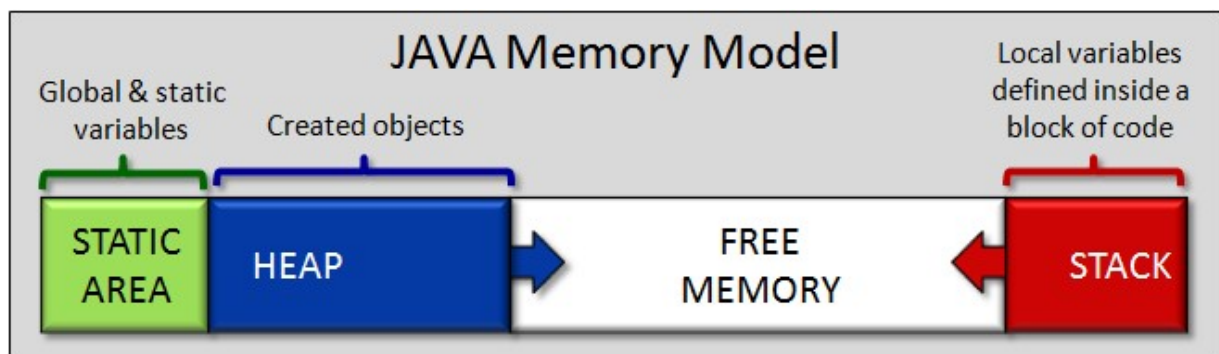 JAVA Memory Model
Global & static
variables
Created objects
Local variables
defined inside a
block of code
STATIC
AREA
HEAP
FREE
MEMORY
STACK